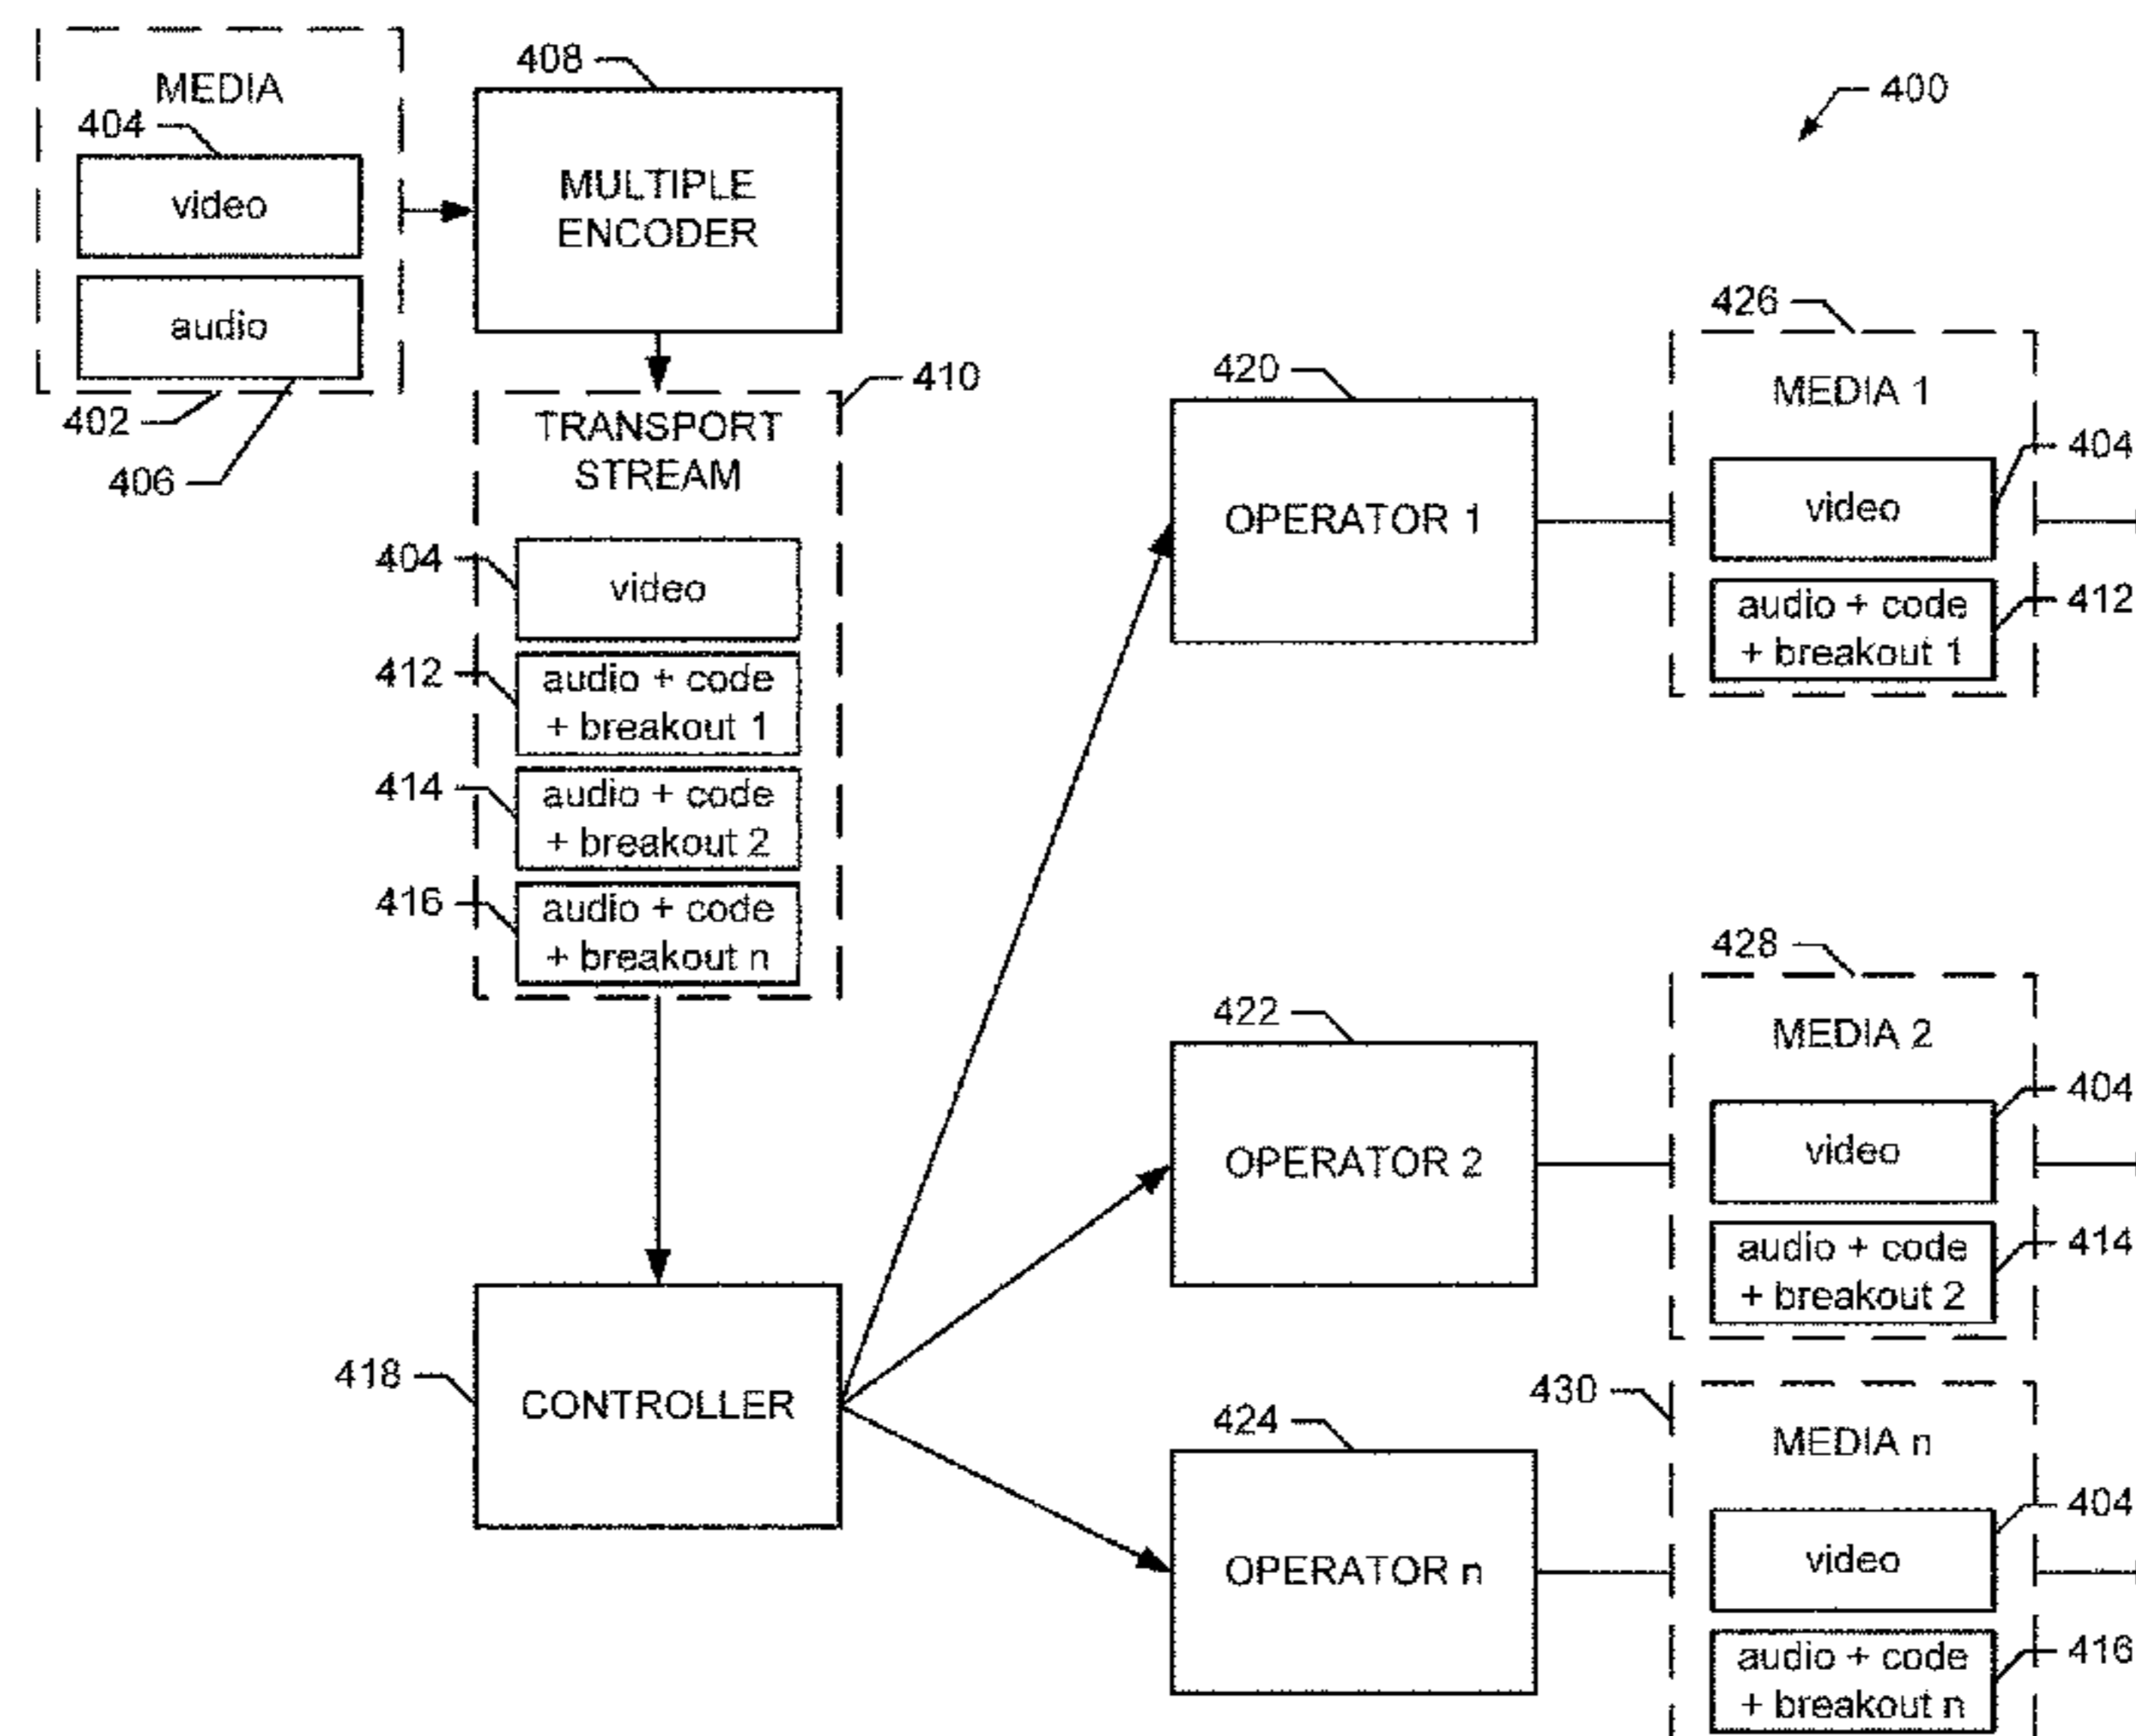 MEDIA
404
video
audio
402
406
408
MULTIPLE
ENCODER
400
410
TRANSPORT
STREAM
404
video
412
audio + code
+ breakout 1
414
audio + code
+ breakout 2
416
audio + code
+ breakout n
418
CONTROLLER
420
OPERATOR 1
426
MEDIA 1
404
video
412
audio + code
+ breakout 1
422
OPERATOR 2
428
MEDIA 2
404
video
414
audio + code
+ breakout 2
424
OPERATOR n
430
MEDIA n
404
video
416
audio + code
+ breakout n